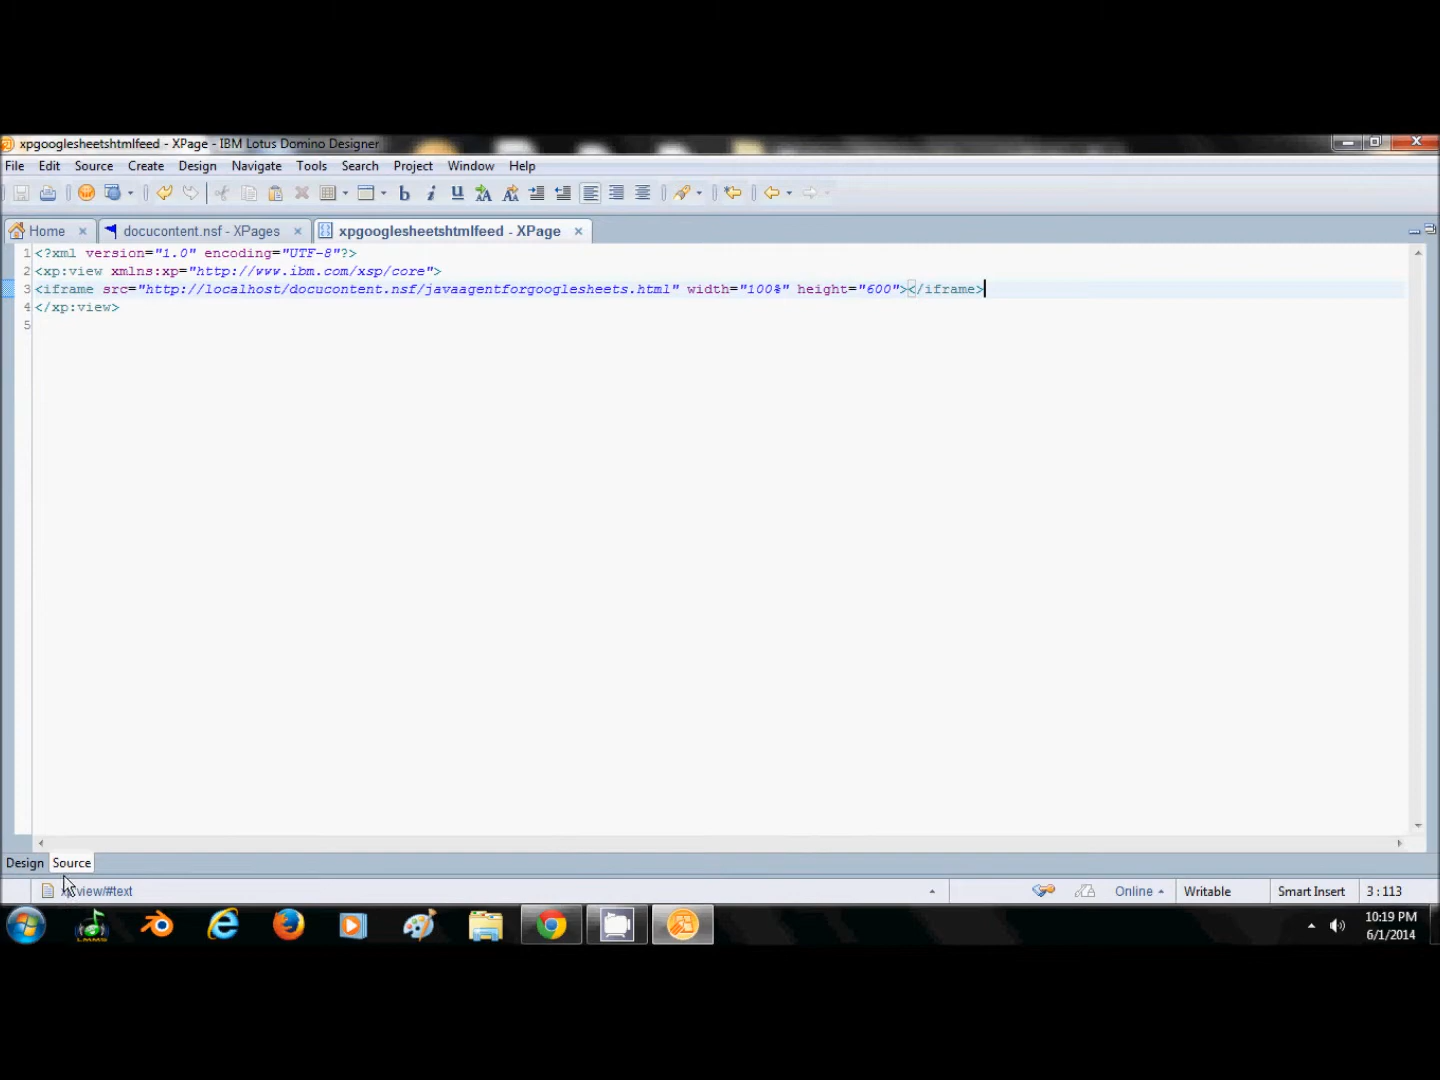 xpgooglesheetshtmlfeed - XPage - IBM Lotus Domino Designer
File Edit Source Create Design Navigate Tools Search Project Window Help
Home docucontent.nsf - XPages xpgooglesheetshtmlfeed - XPage
1 <?xml version="1.0" encoding="UTF-8"?>
2 <xp:view xmlns:xp="http://www.ibm.com/xsp/core">
3 <iframe src="http://localhost/docucontent.nsf/javaagentforgooglesheets.html" width="100%" height="600"></iframe>
4 </xp:view>
5
Design Source
view/#text Online Writable Smart Insert 3 : 113
LMMS 10:19 PM
6/1/2014